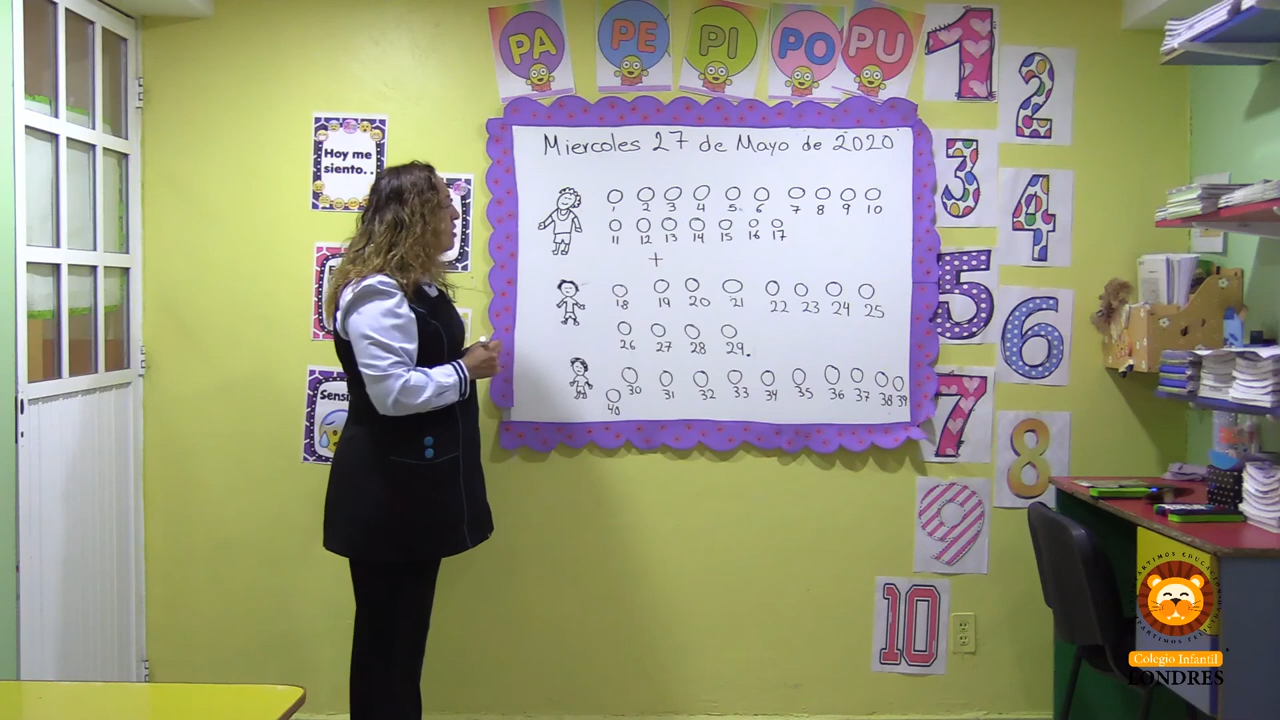 PA PE PI PO PU
Miercoles 27 de Mayo de 2020
1 2 3 4 5 6 7 8 9 10
11 12 13 14 15 16 17
+
18 19 20 21 22 23 24 25
26 27 28 29.
30 31 32 33 34 35 36 37 38 39
40
Hoy me
siento. .
1
2
3
4
5
6
7
8
9
10
Colegio Infantil
LONDRES